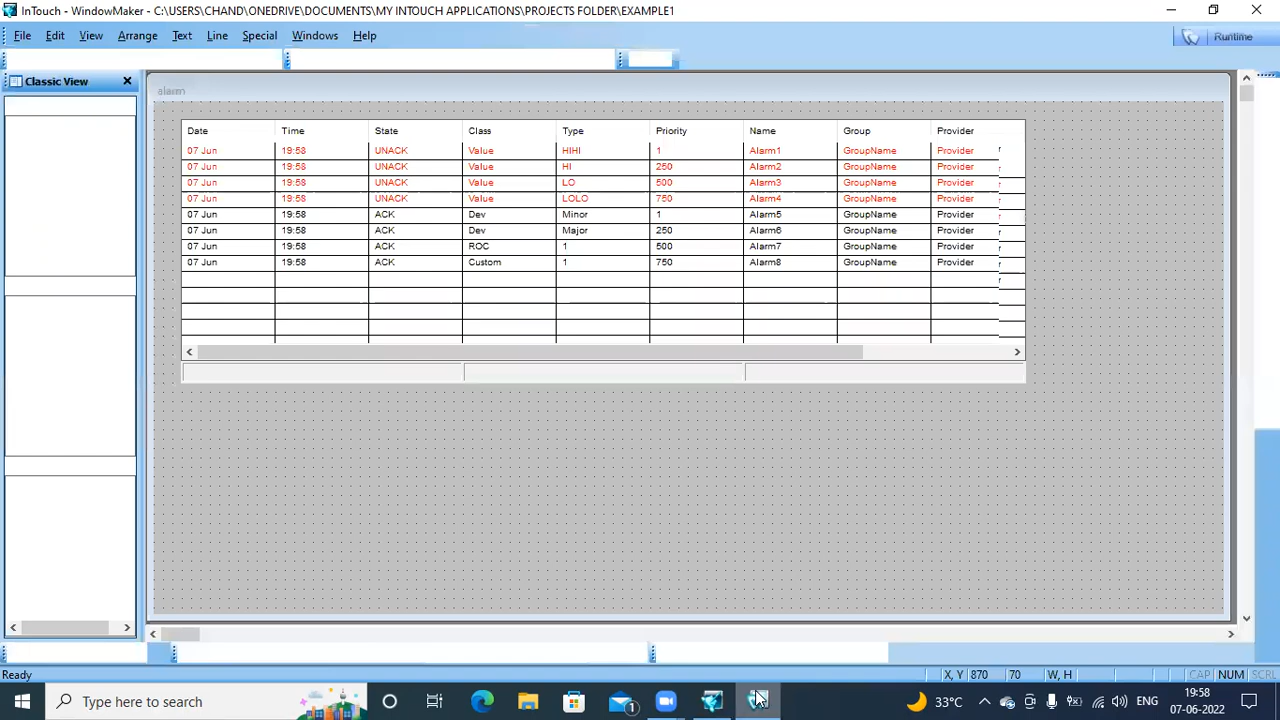 InTouch - WindowMaker - C:\USERS\CHAND\ONEDRIVE\DOCUMENTS\MY INTOUCH APPLICATIONS\PROJECTS FOLDER\EXAMPLE1
File Edit View Arrange Text Line Special Windows Help
Runtime
Classic View
alarm
Date Time State Class Type Priority Name Group Provider
07 Jun 19:58 UNACK Value HIHI 1 Alarm1 GroupName Provider
07 Jun 19:58 UNACK Value HI 250 Alarm2 GroupName Provider
07 Jun 19:58 UNACK Value LO 500 Alarm3 GroupName Provider
07 Jun 19:58 UNACK Value LOLO 750 Alarm4 GroupName Provider
07 Jun 19:58 ACK Dev Minor 1 Alarm5 GroupName Provider
07 Jun 19:58 ACK Dev Major 250 Alarm6 GroupName Provider
07 Jun 19:58 ACK ROC 1 500 Alarm7 GroupName Provider
07 Jun 19:58 ACK Custom 1 750 Alarm8 GroupName Provider
Ready X, Y 870 70 W, H CAP NUM SCRL
Type here to search 1 33°C ENG 19:58
07-06-2022